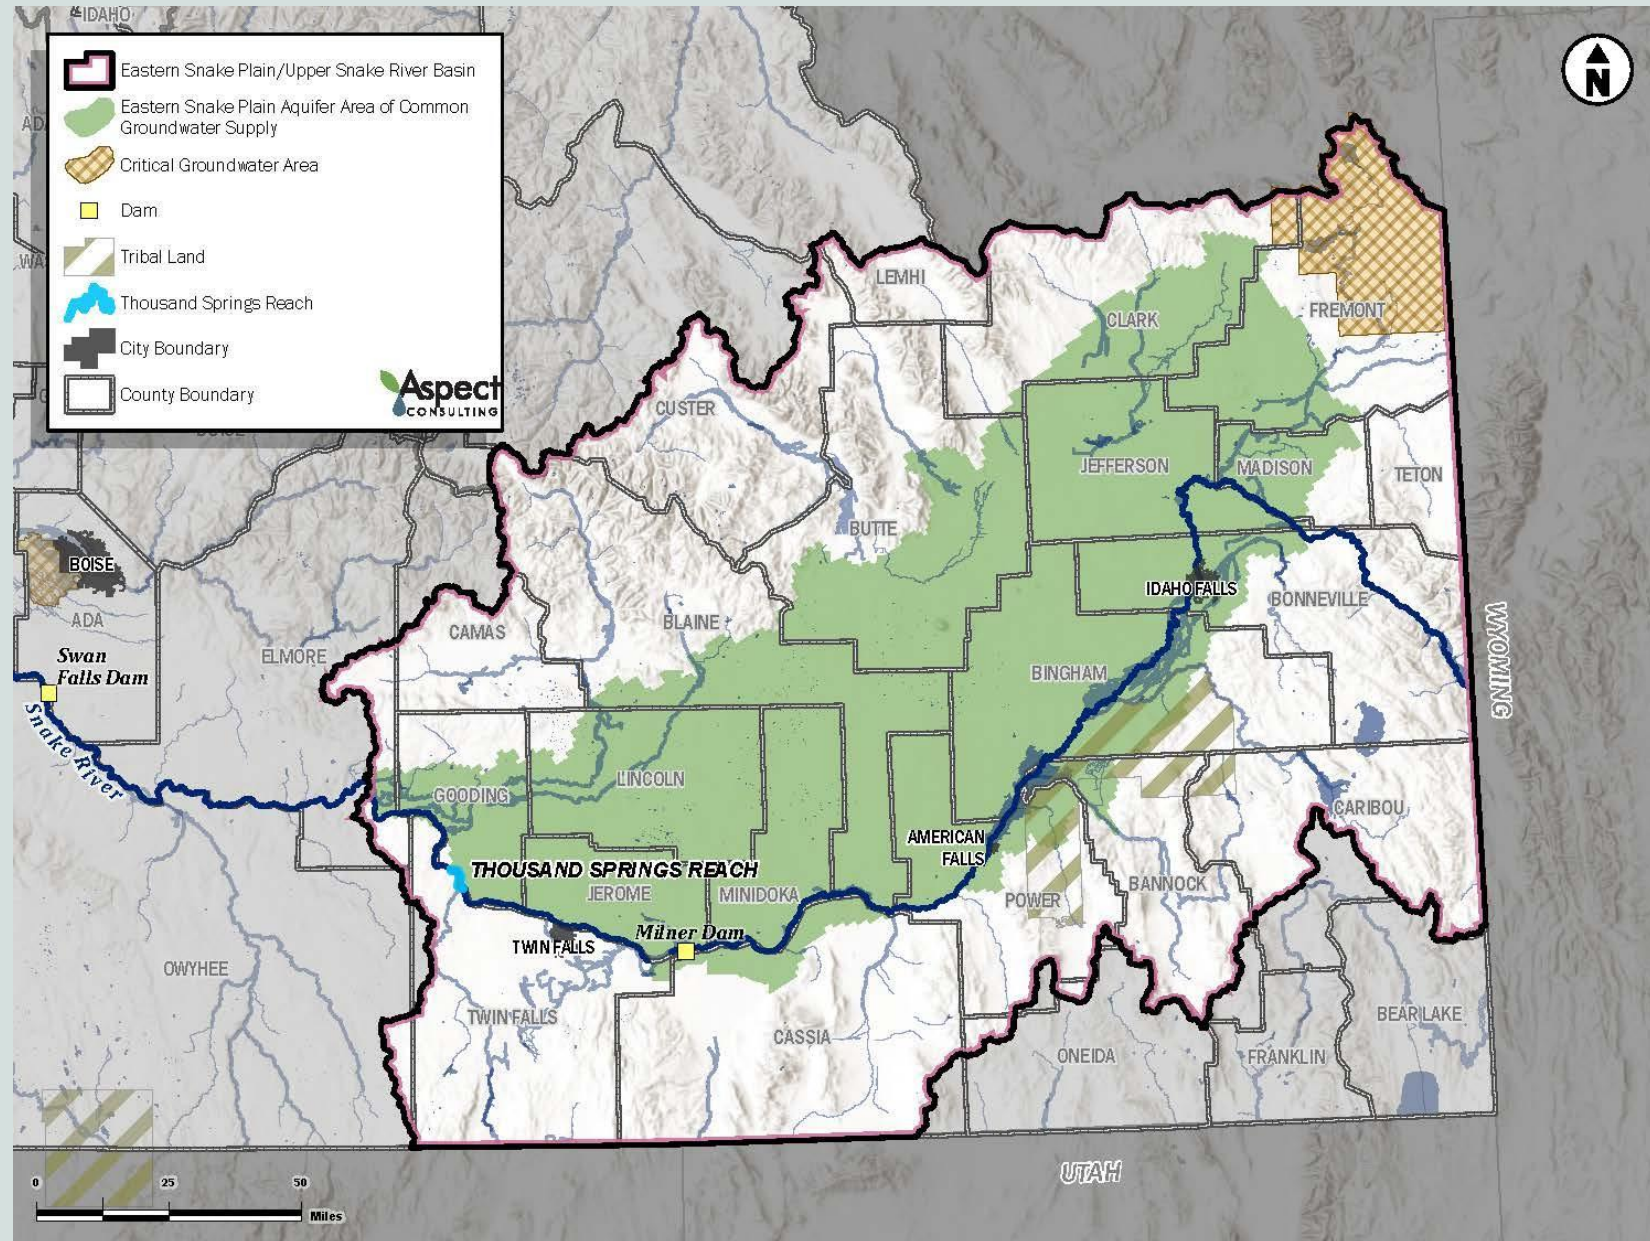 IDAHO
Eastern Snake Plain/Upper Snake River Basin
Eastern Snake Plain Aquifer Area of Common
Groundwater Supply
Critical Groundwater Area
Dam
Tribal Land
Thousand Springs Reach
City Boundary
County Boundary
Aspect
CONSULTING
N
LEMHI
CLARK
FREMONT
CUSTER
JEFFERSON
MADISON
TETON
BUTTE
BOISE
IDAHO FALLS
BONNEVILLE
ADA
CAMAS
BLAINE
ELMORE
Swan
Falls Dam
BINGHAM
WYOMING
Snake River
LINCOLN
GOODING
CARIBOU
AMERICAN
FALLS
THOUSAND SPRINGS REACH
JEROME
MINIDOKA
POWER
BANNOCK
Milner Dam
TWIN FALLS
OWYHEE
TWIN FALLS
CASSIA
BEAR LAKE
ONEIDA
FRANKLIN
UTAH
0 25 50
Miles